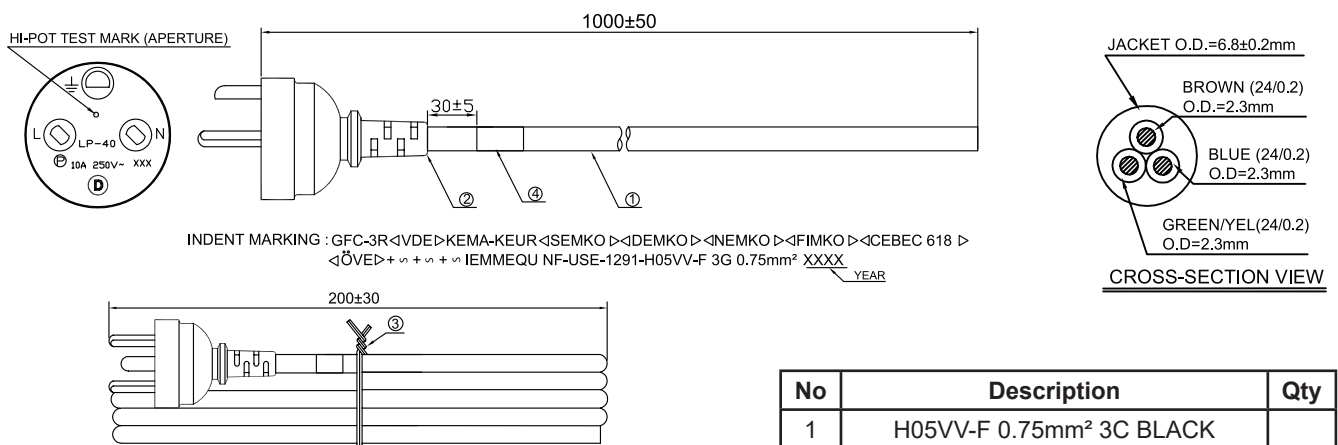 1000±50
HI-POT TEST MARK (APERTURE)
L N
LP-40
P 10A 250V~ XXX
D
30±5
② ④ ①
JACKET O.D.=6.8±0.2mm
BROWN (24/0.2)
O.D.=2.3mm
BLUE (24/0.2)
O.D=2.3mm
GREEN/YEL(24/0.2)
O.D=2.3mm
CROSS-SECTION VIEW
INDENT MARKING : GFC-3R◁VDE▷KEMA-KEUR◁SEMKO▷◁DEMKO▷◁NEMKO▷◁FIMKO▷◁CEBEC 618 ▷
◁ÖVE▷+ ∽ + ∽ + ∽ IEMMEQU NF-USE-1291-H05VV-F 3G 0.75mm² XXXX
YEAR
200±30
③
No Description Qty
1 H05VV-F 0.75mm² 3C BLACK